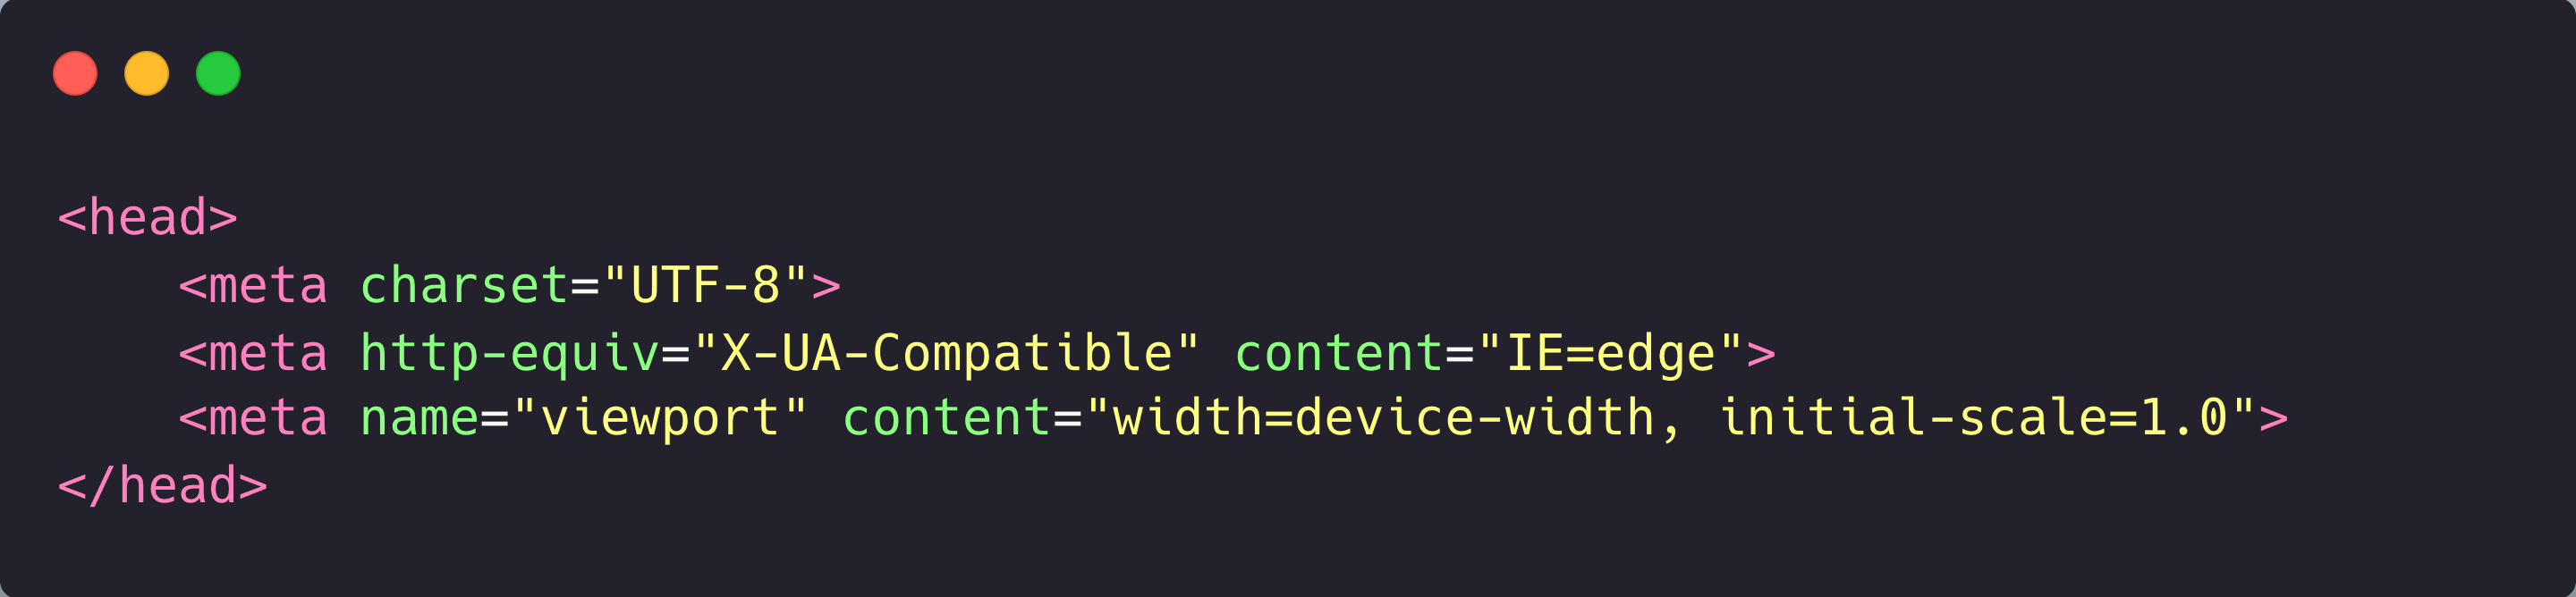 <head>
    <meta charset="UTF-8">
    <meta http-equiv="X-UA-Compatible" content="IE=edge">
    <meta name="viewport" content="width=device-width, initial-scale=1.0">
</head>